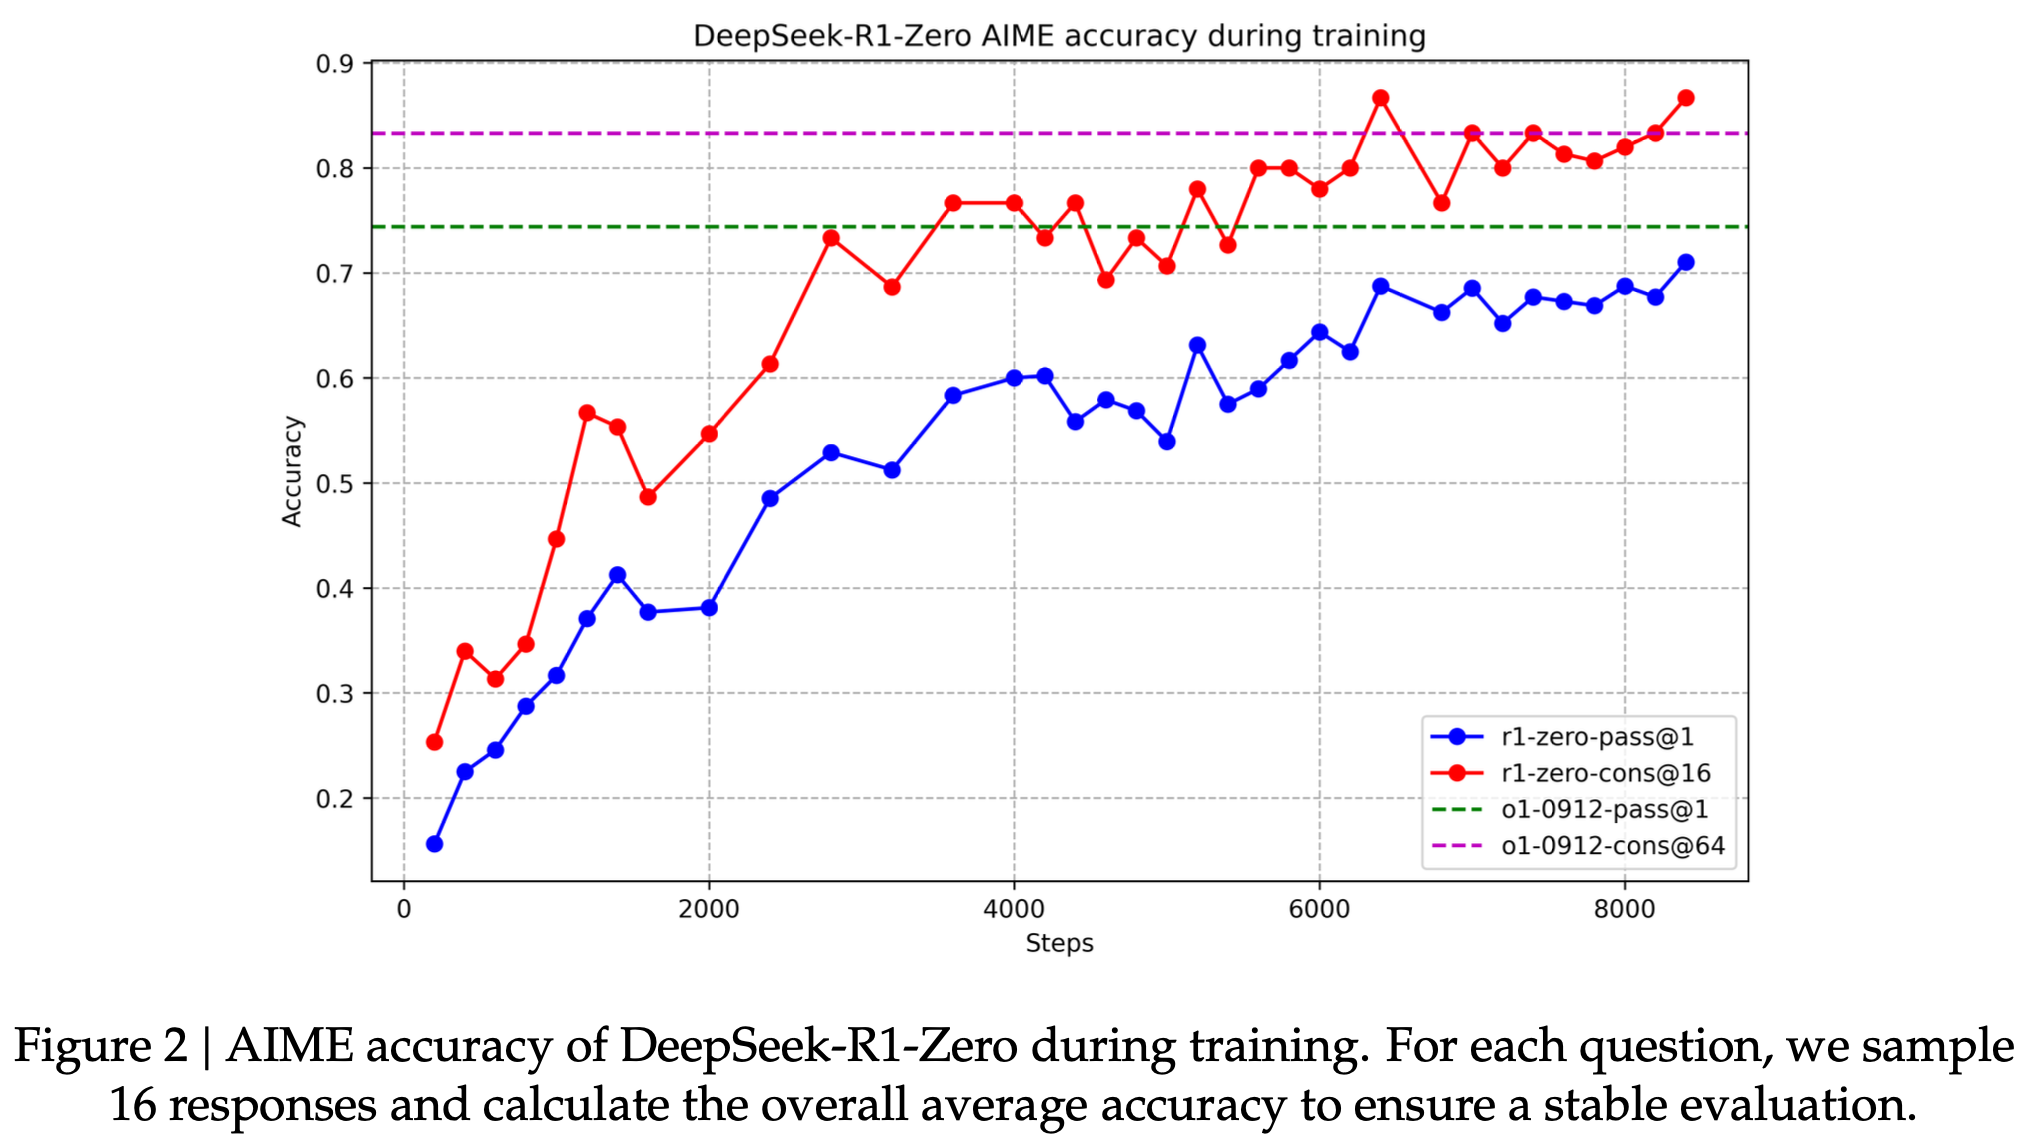 DeepSeek-R1-Zero AIME accuracy during training
0.9
0.8
0.7
0.6
0.5
0.4
0.3
0.2
Accuracy
r1-zero-pass@1
r1-zero-cons@16
o1-0912-pass@1
o1-0912-cons@64
0 2000 4000 6000 8000
Steps
Figure 2 | AIME accuracy of DeepSeek-R1-Zero during training. For each question, we sample
16 responses and calculate the overall average accuracy to ensure a stable evaluation.